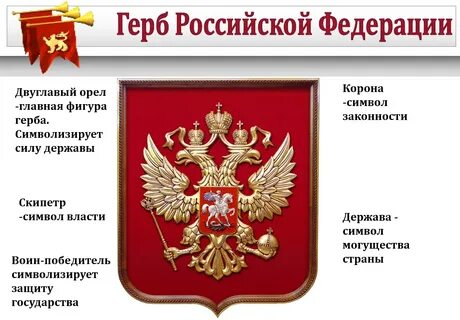 Герб Российской Федерации
Двуглавый орел
-главная фигура
герба.
Символизирует
силу державы
Скипетр
-символ власти
Воин-победитель
символизирует
защиту
государства
Корона
-символ
законности
Держава -
символ
могущества
страны